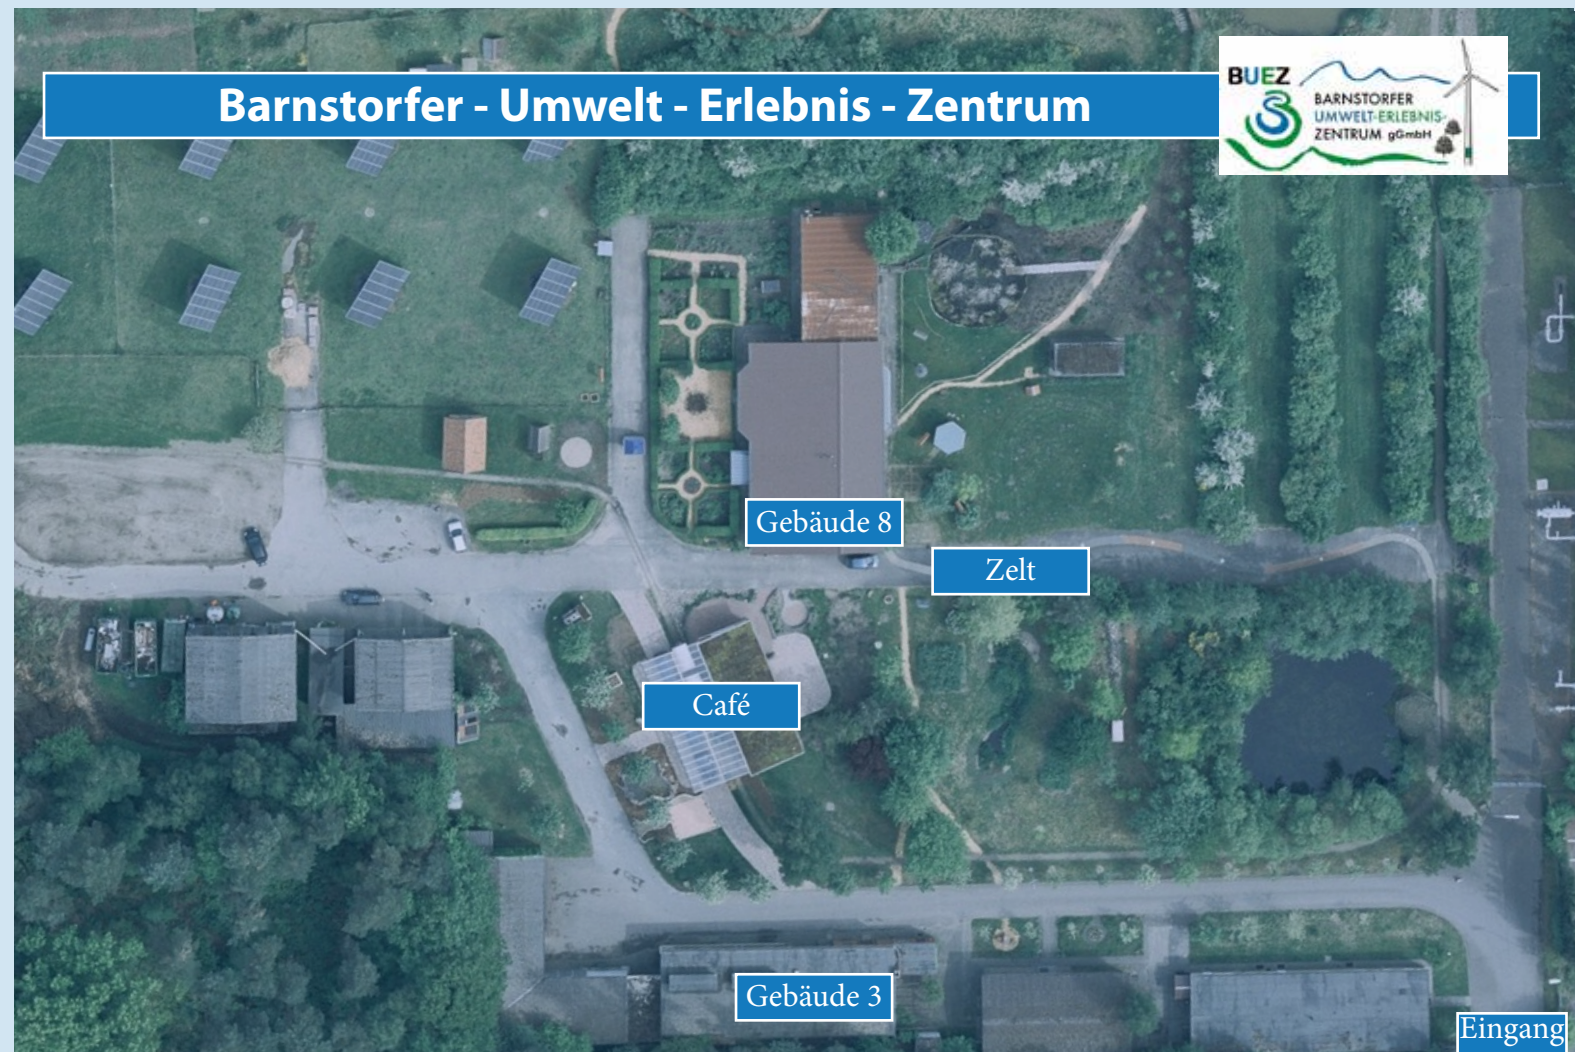 Barnstorfer - Umwelt - Erlebnis - Zentrum
BUEZ
BARNSTORFER
UMWELT-ERLEBNIS-
ZENTRUM gGmbH
Gebäude 8
Zelt
Café
Gebäude 3
Eingang